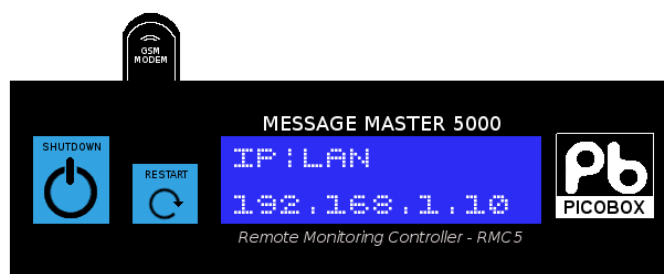 GSM
MODEM
MESSAGE MASTER 5000
SHUTDOWN
RESTART
IP:LAN
192.168.1.10
Pb
PICOBOX
Remote Monitoring Controller - RMC5